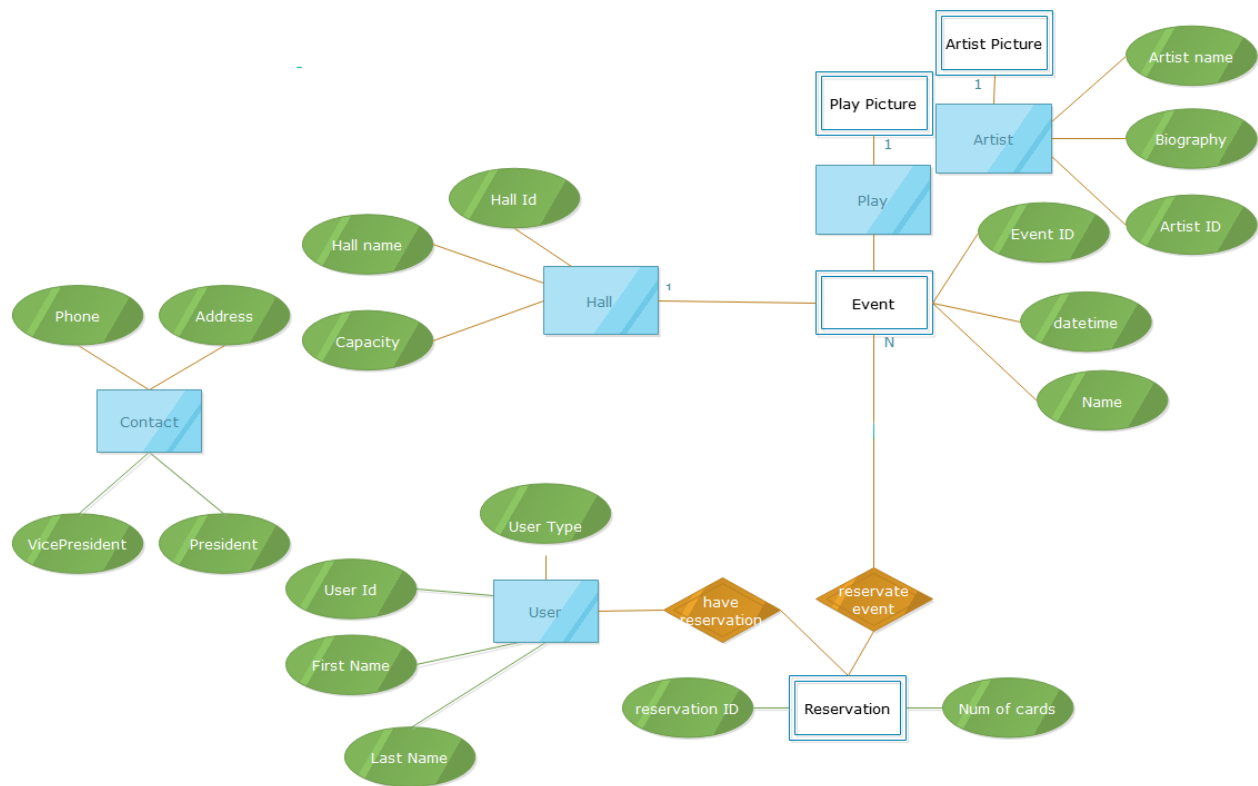 Artist Picture
Artist name
Play Picture
1
Artist
Biography
1
Hall Id
Play
Artist ID
Hall name
Event ID
Hall
1
Event
Phone
Address
datetime
Capacity
N
Name
Contact
User Type
VicePresident
President
User Id
User
have
reservation
reservate
event
First Name
reservation ID
Reservation
Num of cards
Last Name